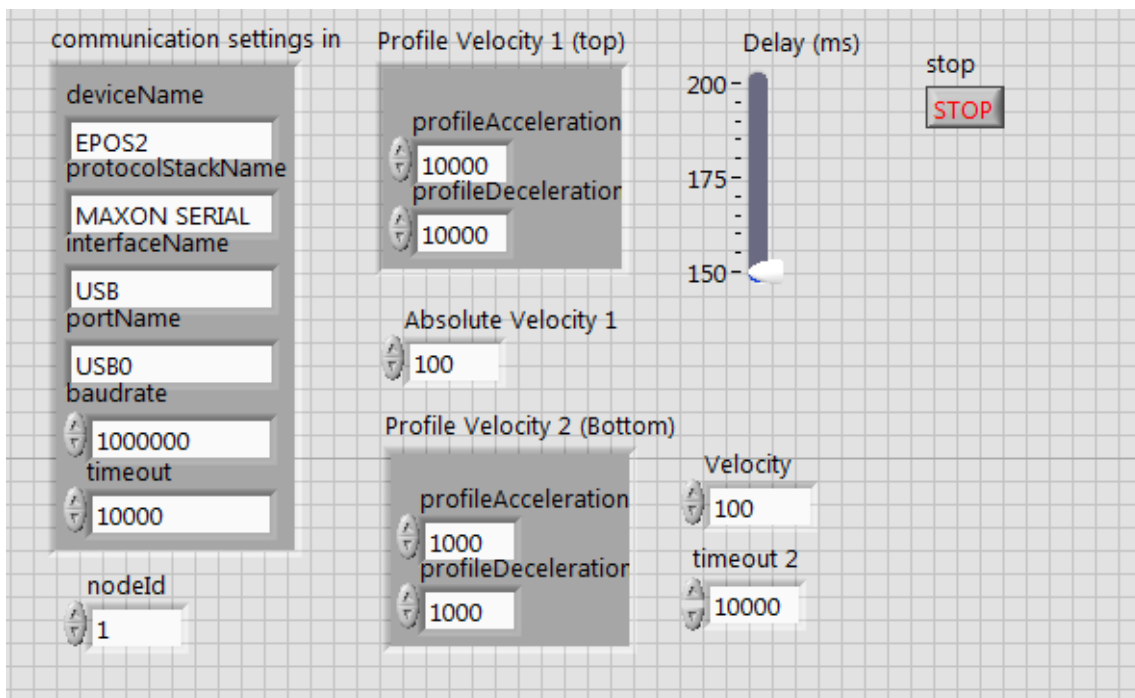 communication settings in
deviceName
EPOS2
protocolStackName
MAXON SERIAL
interfaceName
USB
portName
USB0
baudrate
1000000
timeout
10000
nodeId
1
Profile Velocity 1 (top)
profileAcceleration
10000
profileDeceleration
10000
Absolute Velocity 1
100
Profile Velocity 2 (Bottom)
profileAcceleration
1000
profileDeceleration
1000
Delay (ms)
200
175
150
Velocity
100
timeout 2
10000
stop
STOP